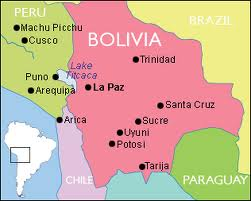 PERU
BRAZIL
Machu Picchu
Cusco
BOLIVIA
Trinidad
Lake
Titcaca
Puno
La Paz
Arequipa
Santa Cruz
Arica
Sucre
Uyuni
Potosi
Tarija
CHILE
PARAGUAY